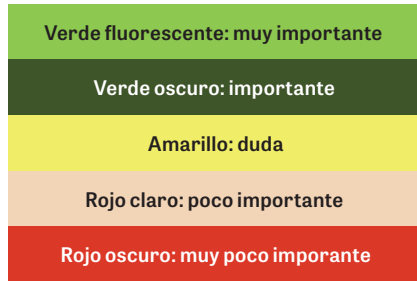 Verde fluorescente: muy importante
Verde oscuro: importante
Amarillo: duda
Rojo claro: poco importante
Rojo oscuro: muy poco imporante